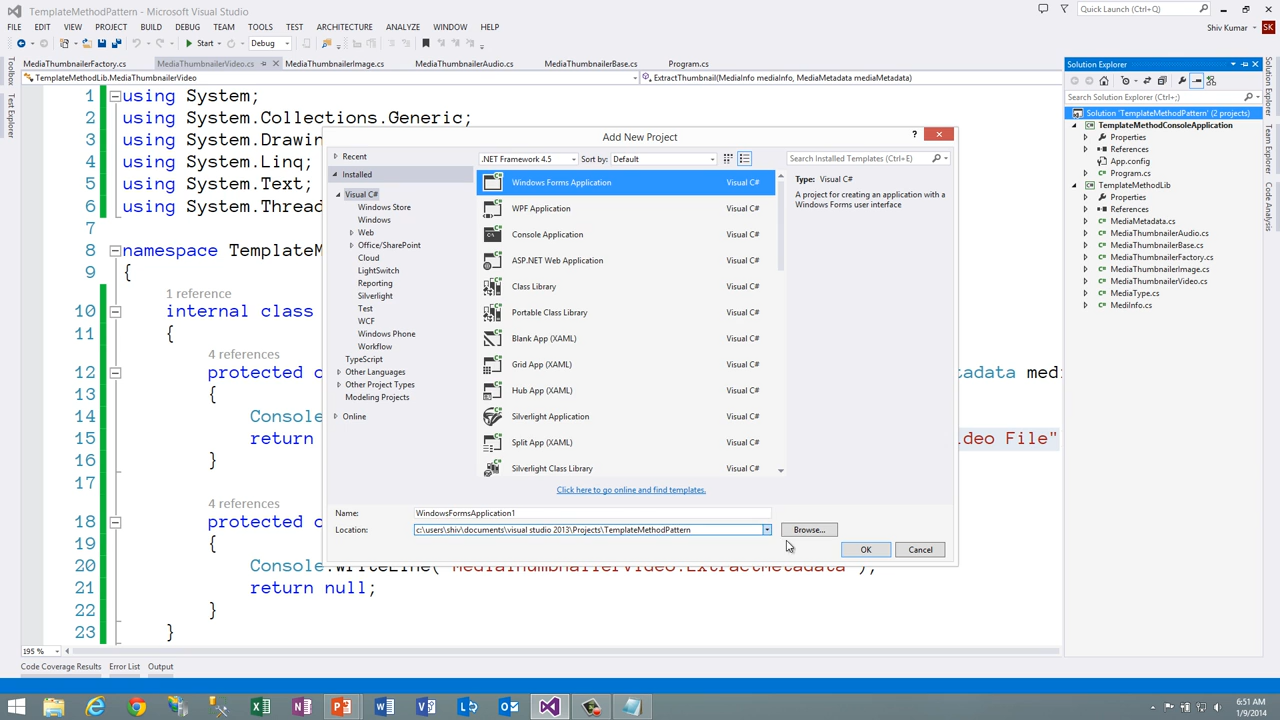 TemplateMethodPattern - Microsoft Visual Studio
Quick Launch (Ctrl+Q)
FILE EDIT VIEW PROJECT BUILD DEBUG TEAM TOOLS TEST ARCHITECTURE ANALYZE WINDOW HELP
Shiv Kumar SK
Start Debug
MediaThumbnailerFactory.cs MediaThumbnailerVideo.cs MediaThumbnailerImage.cs MediaThumbnailerAudio.cs MediaThumbnailerBase.cs Program.cs
TemplateMethodLib.MediaThumbnailerVideo ExtractThumbnail(MediaInfo mediaInfo, MediaMetadata mediaMetadata)
Toolbox
Test Explorer
1 using System;
2 using System.Collections.Generic;
3 using System.Drawin
4 using System.Linq;
5 using System.Text;
6 using System.Thread
7
8 namespace TemplateM
9 {
1 reference
10 internal class
11 {
4 references
12 protected o adata medi
13 {
14 Console
15 return ideo File"
16 }
17
4 references
18 protected o
19 {
20 Console.WriteLine("MediaThumbnailerVideo.ExtractMetadata");
21 return null;
22 }
23 }
195 %
Add New Project
?
Recent
Installed
Visual C#
Windows Store
Windows
Web
Office/SharePoint
Cloud
LightSwitch
Reporting
Silverlight
Test
WCF
Windows Phone
Workflow
TypeScript
Other Languages
Other Project Types
Modeling Projects
Online
.NET Framework 4.5 Sort by: Default
Search Installed Templates (Ctrl+E)
Windows Forms Application Visual C#
WPF Application Visual C#
Console Application Visual C#
ASP.NET Web Application Visual C#
Class Library Visual C#
Portable Class Library Visual C#
Blank App (XAML) Visual C#
Grid App (XAML) Visual C#
Hub App (XAML) Visual C#
Silverlight Application Visual C#
Split App (XAML) Visual C#
Silverlight Class Library Visual C#
Click here to go online and find templates.
Type: Visual C#
A project for creating an application with a
Windows Forms user interface
Name: WindowsFormsApplication1
Location: c:\users\shiv\documents\visual studio 2013\Projects\TemplateMethodPattern
Browse...
OK Cancel
Solution Explorer
Search Solution Explorer (Ctrl+;)
Solution 'TemplateMethodPattern' (2 projects)
TemplateMethodConsoleApplication
Properties
References
App.config
Program.cs
TemplateMethodLib
Properties
References
MediaMetadata.cs
MediaThumbnailerAudio.cs
MediaThumbnailerBase.cs
MediaThumbnailerFactory.cs
MediaThumbnailerImage.cs
MediaThumbnailerVideo.cs
MediaType.cs
MediInfo.cs
Solution Explorer
Team Explorer
Code Analysis
Code Coverage Results Error List Output
6:51 AM
1/9/2014